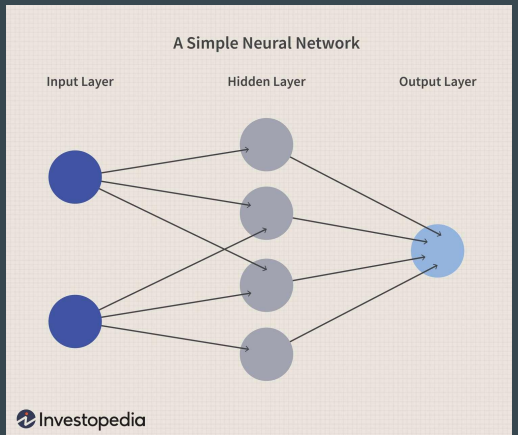 A Simple Neural Network
Input Layer
Hidden Layer
Output Layer
Investopedia